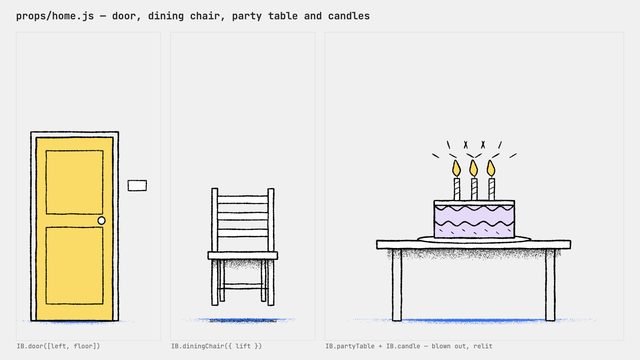 props/home.js — door, dining chair, party table and candles
IB.door([left, floor])
IB.diningChair({ lift })
IB.partyTable + IB.candle — blown out, relit